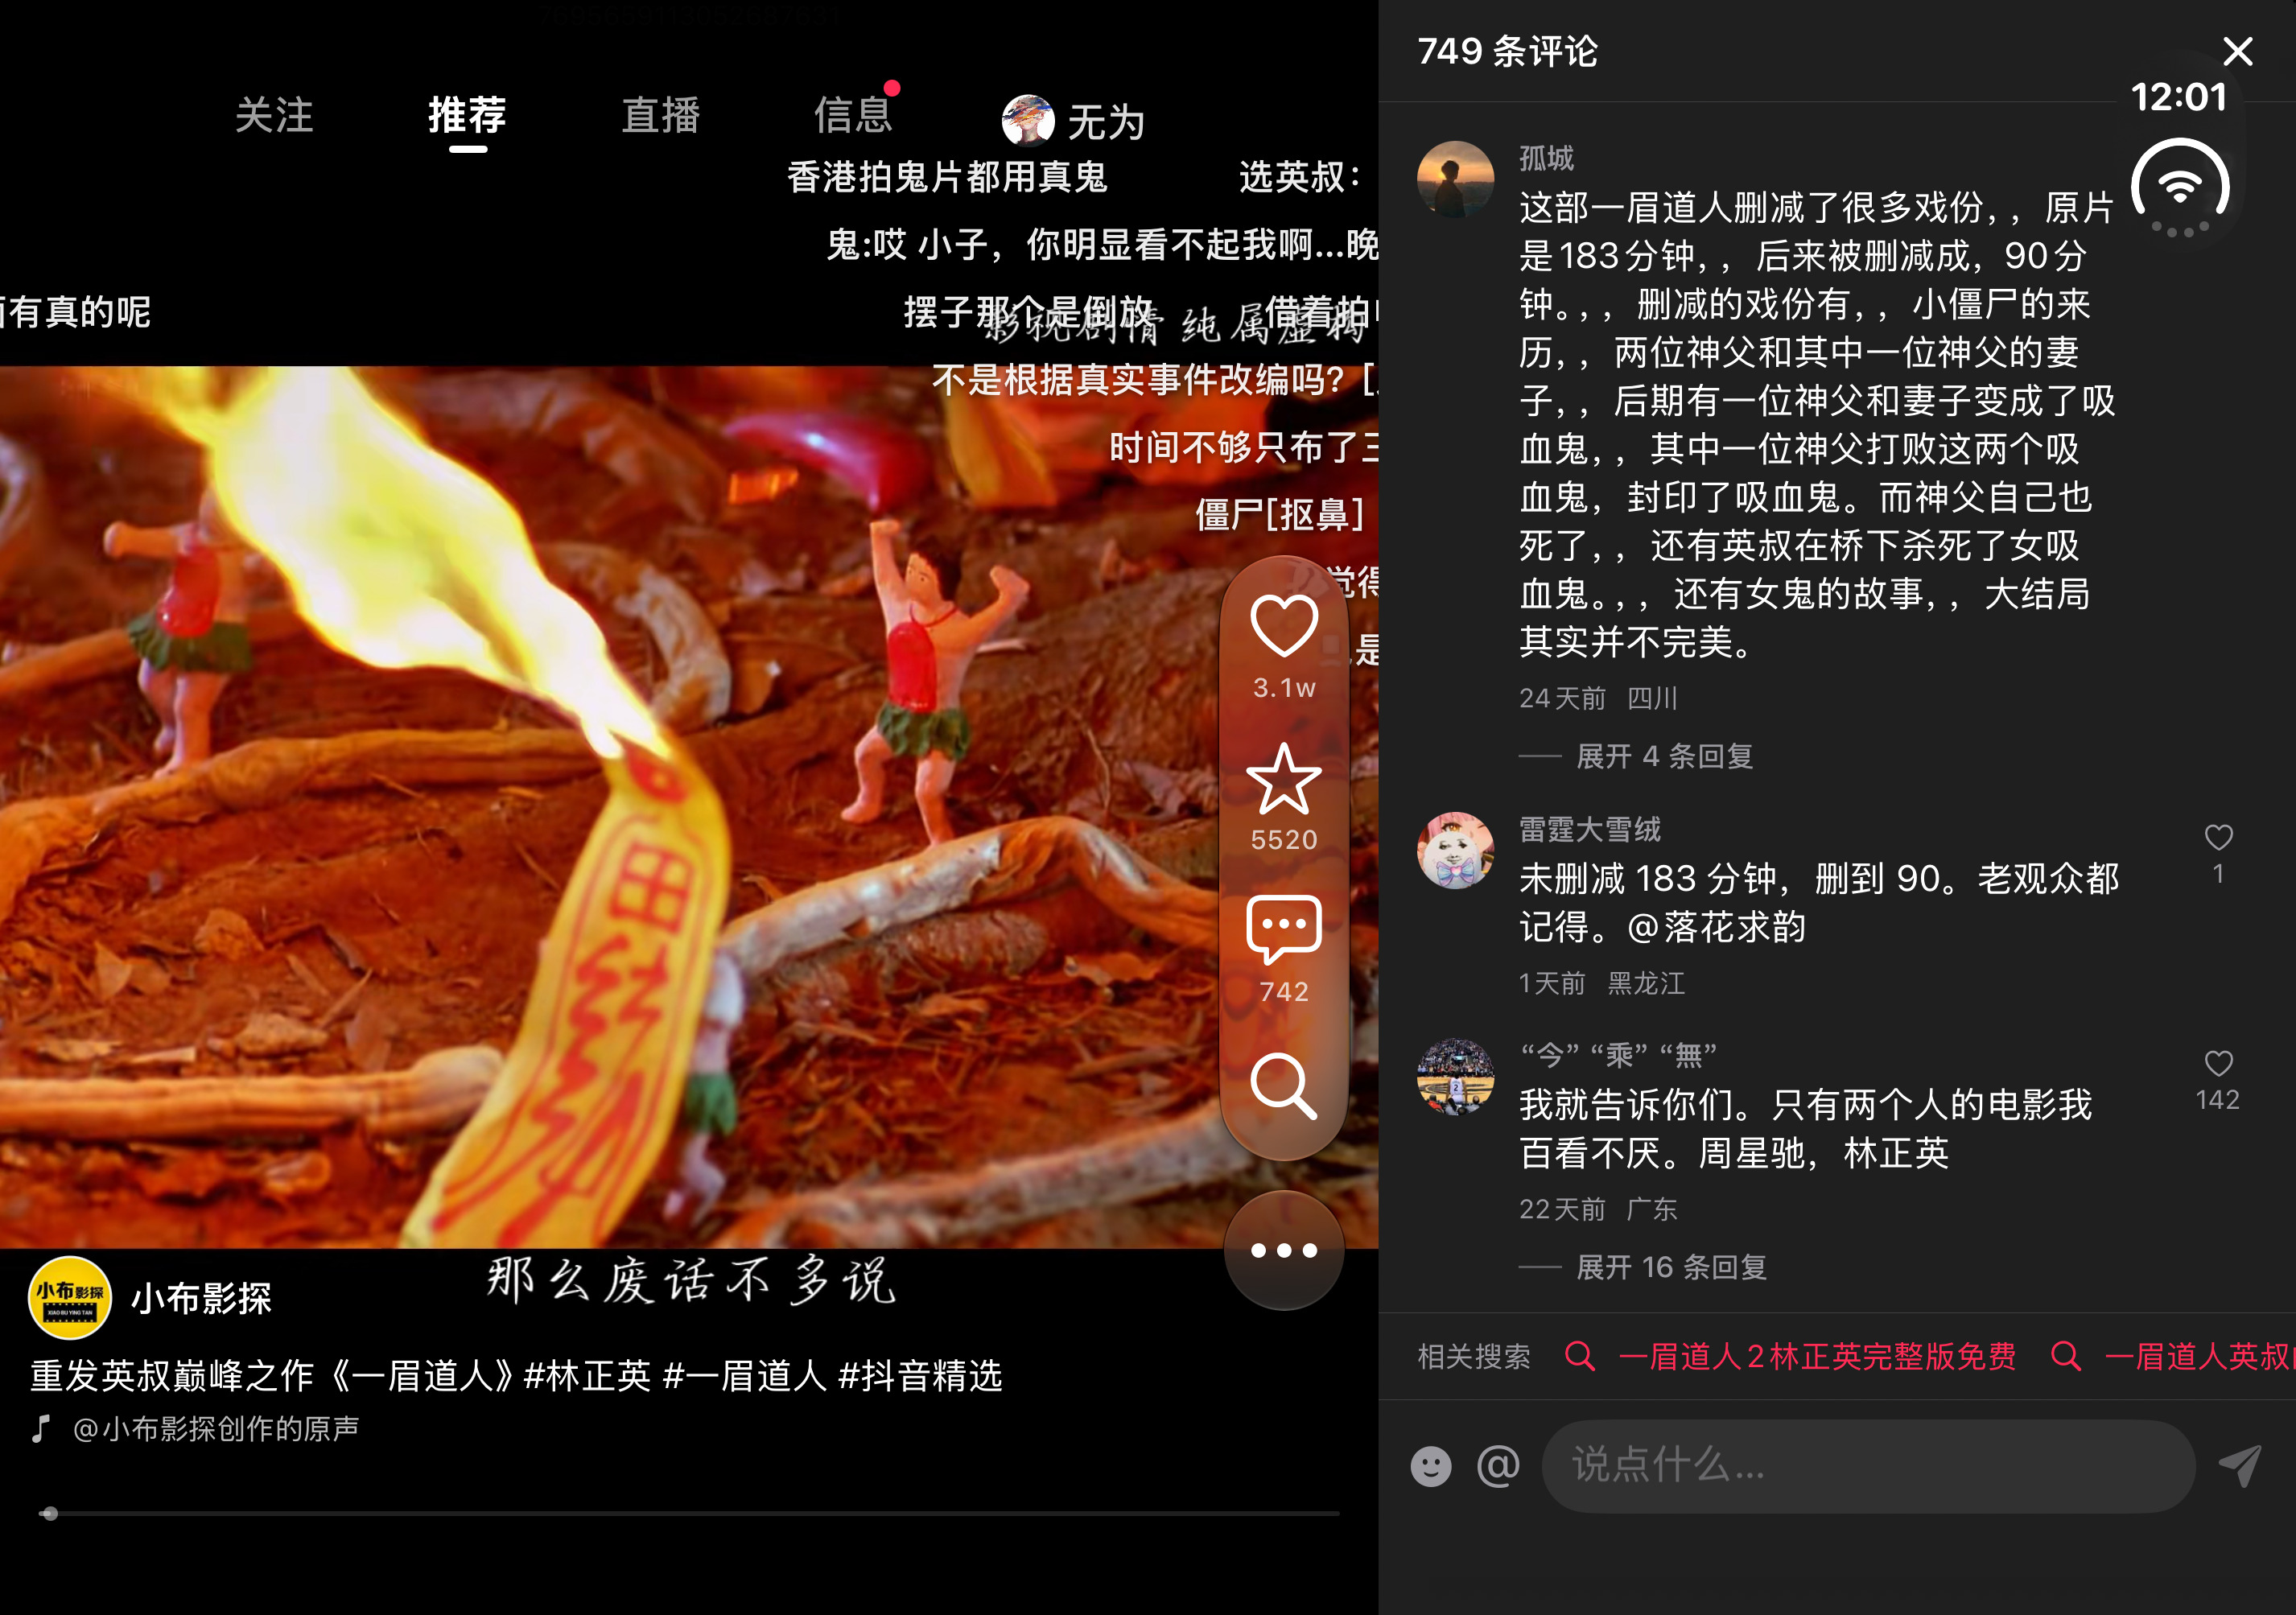 关注
推荐
直播
信息
无为
香港拍鬼片都用真鬼
选英叔：
鬼:哎 小子，你明显看不起我啊...晚
有真的呢
摆子那个是倒放
借着拍
影视剧情 纯属虚构
不是根据真实事件改编吗？[
时间不够只布了三
僵尸[抠鼻]
觉得
是
3.1w
5520
742
那么废话不多说
小布影探
XIAO BU YING TAN
小布影探
重发英叔巅峰之作《一眉道人》#林正英 #一眉道人 #抖音精选
@小布影探创作的原声
749 条评论
12:01
孤城
这部一眉道人删减了很多戏份，，原片
是183分钟，，后来被删减成，90分
钟。，，删减的戏份有，，小僵尸的来
历，，两位神父和其中一位神父的妻
子，，后期有一位神父和妻子变成了吸
血鬼，，其中一位神父打败这两个吸
血鬼，封印了吸血鬼。而神父自己也
死了，，还有英叔在桥下杀死了女吸
血鬼。，，还有女鬼的故事，，大结局
其实并不完美。
24天前 四川
展开 4 条回复
雷霆大雪绒
未删减 183 分钟，删到 90。老观众都
记得。@落花求韵
1天前 黑龙江
1
“今” “乘” “無”
我就告诉你们。只有两个人的电影我
百看不厌。周星驰，林正英
22天前 广东
142
展开 16 条回复
相关搜索
一眉道人2林正英完整版免费
一眉道人英叔
说点什么...